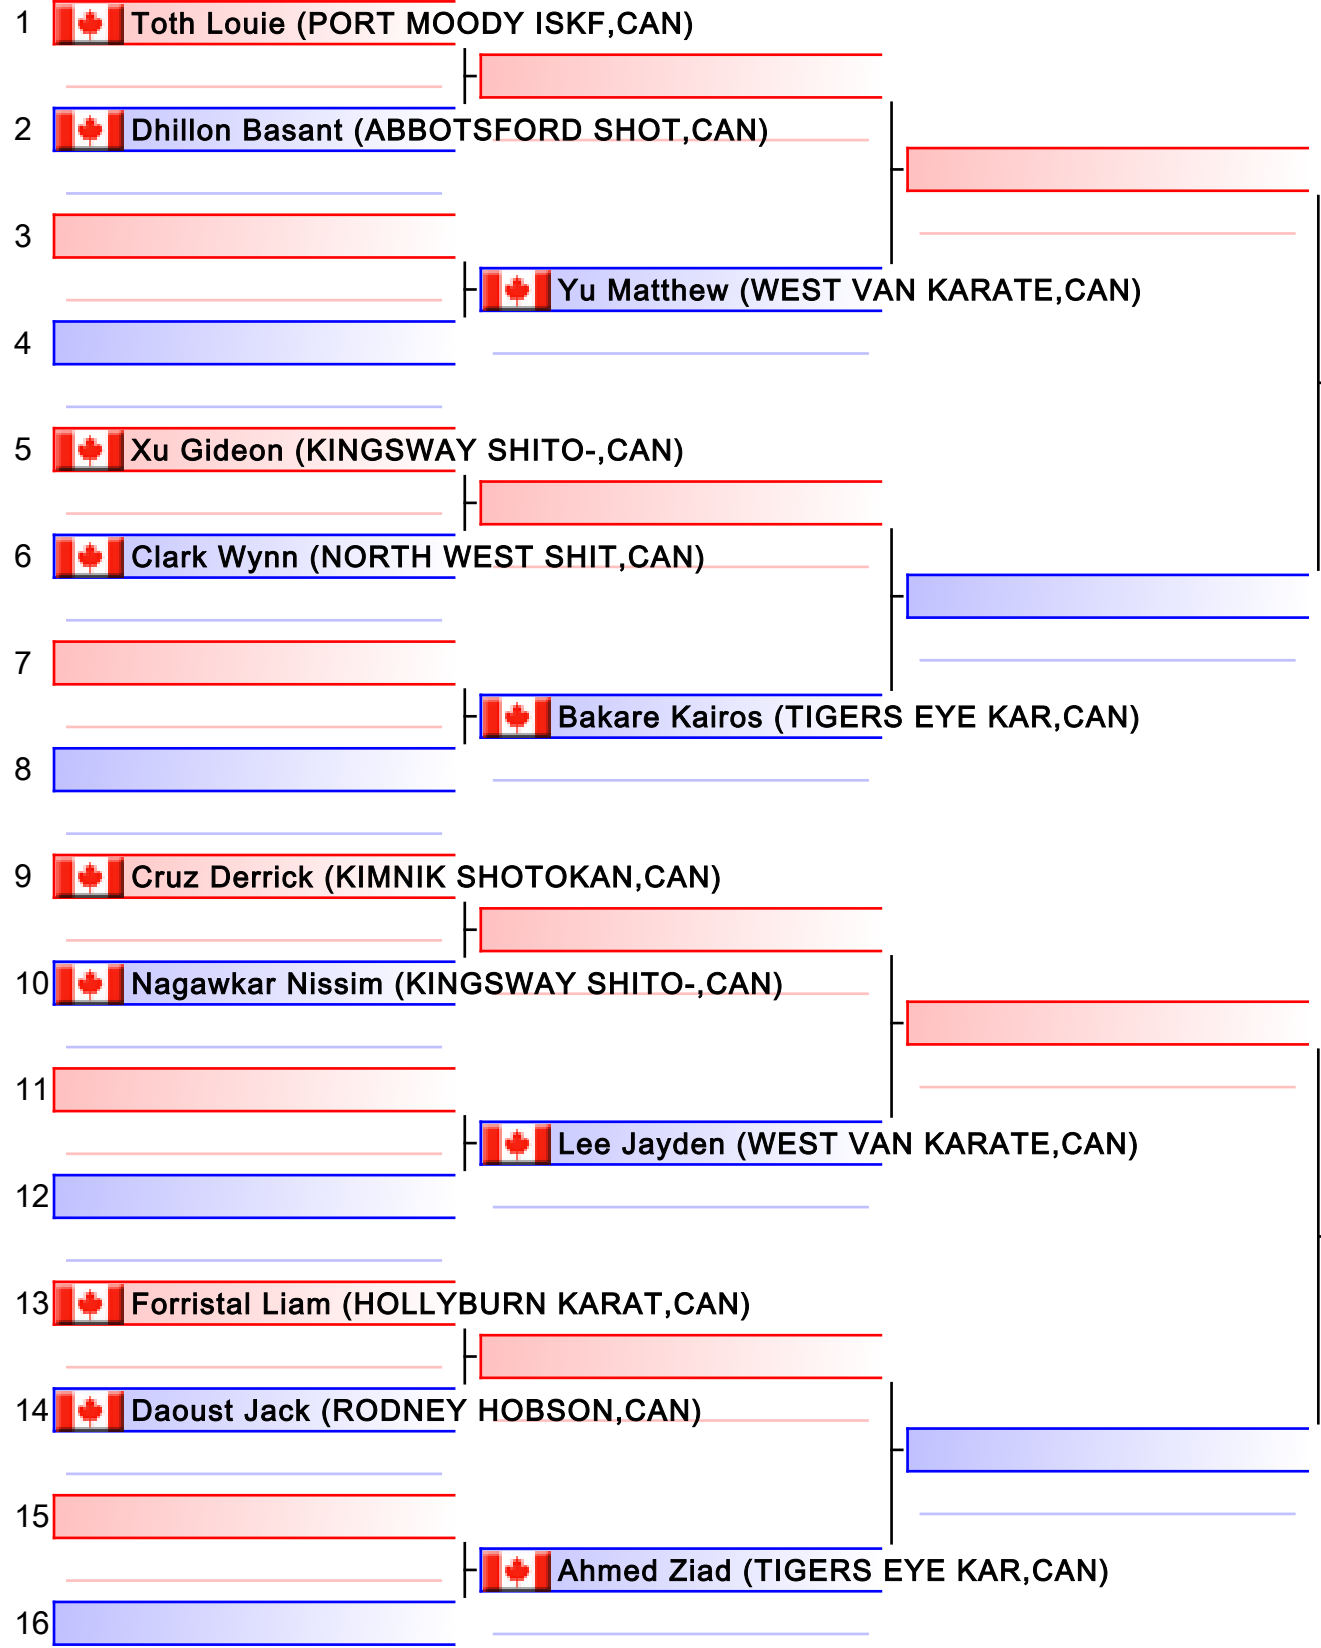 1 Toth Louie (PORT MOODY ISKF,CAN)
2 Dhillon Basant (ABBOTSFORD SHOT,CAN)
3
Yu Matthew (WEST VAN KARATE,CAN)
4
5 Xu Gideon (KINGSWAY SHITO-,CAN)
6 Clark Wynn (NORTH WEST SHIT,CAN)
7
Bakare Kairos (TIGERS EYE KAR,CAN)
8
9 Cruz Derrick (KIMNIK SHOTOKAN,CAN)
10 Nagawkar Nissim (KINGSWAY SHITO-,CAN)
11
Lee Jayden (WEST VAN KARATE,CAN)
12
13 Forristal Liam (HOLLYBURN KARAT,CAN)
14 Daoust Jack (RODNEY HOBSON,CAN)
15
Ahmed Ziad (TIGERS EYE KAR,CAN)
16